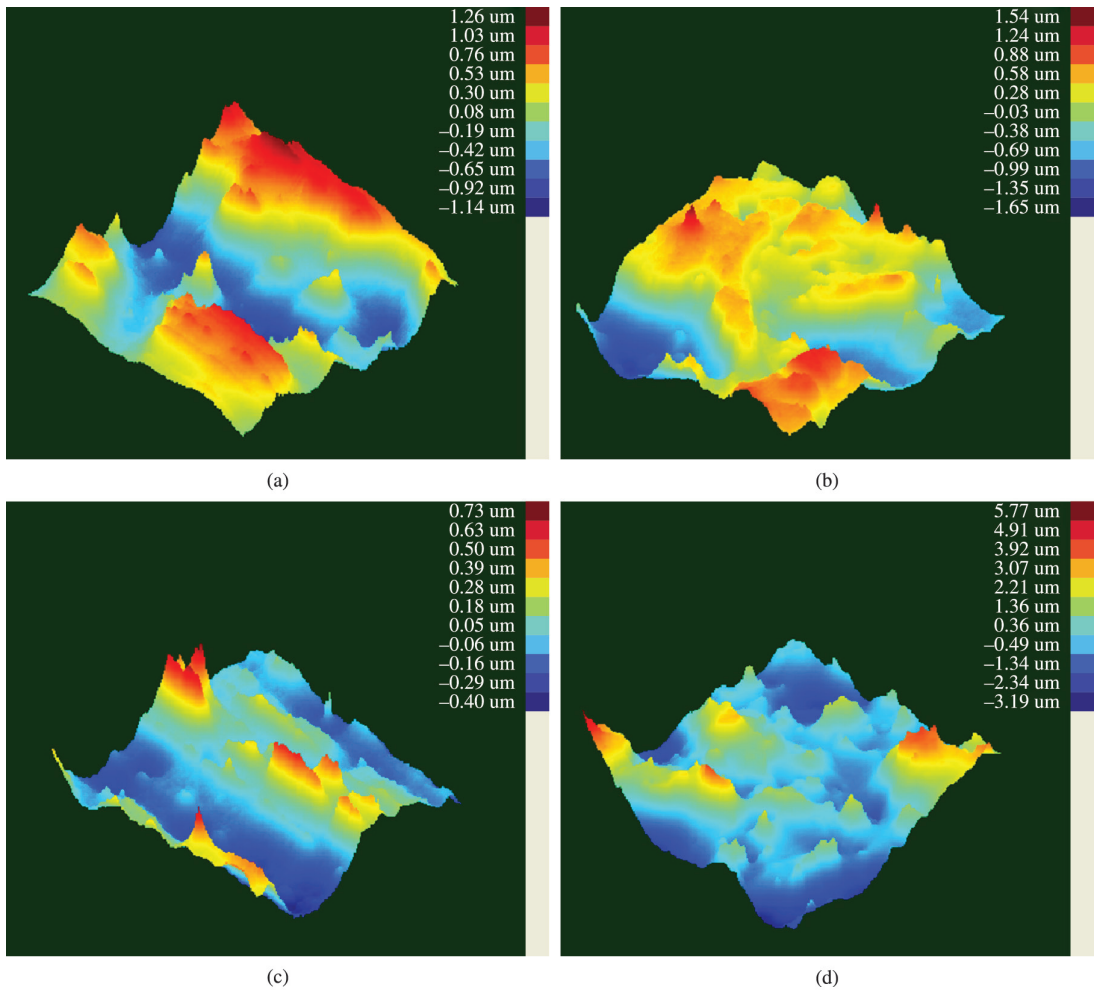 1.26 um
1.03 um
0.76 um
0.53 um
0.30 um
0.08 um
–0.19 um
–0.42 um
–0.65 um
–0.92 um
–1.14 um
(a)
1.54 um
1.24 um
0.88 um
0.58 um
0.28 um
–0.03 um
–0.38 um
–0.69 um
–0.99 um
–1.35 um
–1.65 um
(b)
0.73 um
0.63 um
0.50 um
0.39 um
0.28 um
0.18 um
0.05 um
–0.06 um
–0.16 um
–0.29 um
–0.40 um
(c)
5.77 um
4.91 um
3.92 um
3.07 um
2.21 um
1.36 um
0.36 um
–0.49 um
–1.34 um
–2.34 um
–3.19 um
(d)